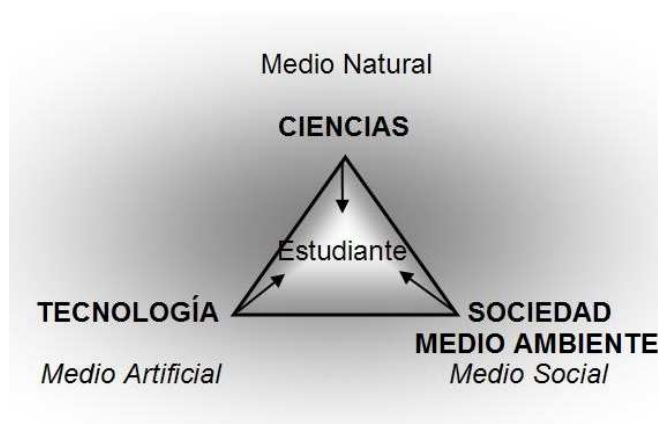 Medio Natural
CIENCIAS
Estudiante
TECNOLOGÍA
SOCIEDAD
MEDIO AMBIENTE
Medio Artificial
Medio Social